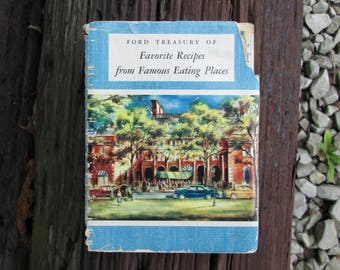 FORD TREASURY OF
Favorite Recipes
from Famous Eating Places